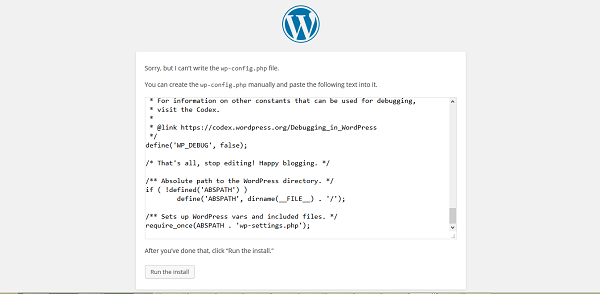 Sorry, but I can't write the wp-config.php file.
You can create the wp-config.php manually and paste the following text into it.
 * For information on other constants that can be used for debugging,
 * visit the Codex.
 *
 * @link https://codex.wordpress.org/Debugging_in_WordPress
 */
define('WP_DEBUG', false);
/* That's all, stop editing! Happy blogging. */
/** Absolute path to the WordPress directory. */
if ( !defined('ABSPATH') )
        define('ABSPATH', dirname(__FILE__) . '/');
/** Sets up WordPress vars and included files. */
require_once(ABSPATH . 'wp-settings.php');
After you've done that, click “Run the install.”
Run the install